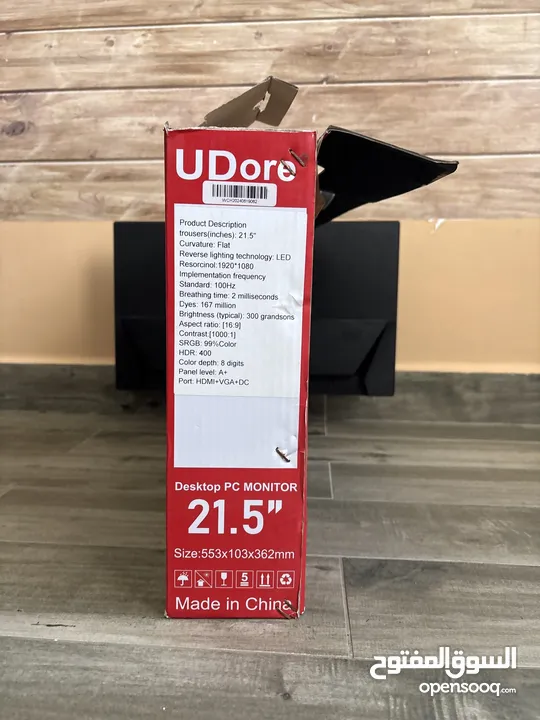 UDore
WDX00240819082
Product Description
trousers(inches): 21.5"
Curvature: Flat
Reverse lighting technology: LED
Resorcinol:1920*1080
Implementation frequency
Standard: 100Hz
Breathing time: 2 milliseconds
Dyes: 167 million
Brightness (typical): 300 grandsons
Aspect ratio: [16:9]
Contrast [1000:1]
SRGB: 99%Color
HDR: 400
Color depth: 8 digits
Panel level: A+
Port: HDMI+VGA+DC
Desktop PC MONITOR
21.5"
Size:553x103x362mm
5
Made in China
السوق المفتوح
opensooq.com